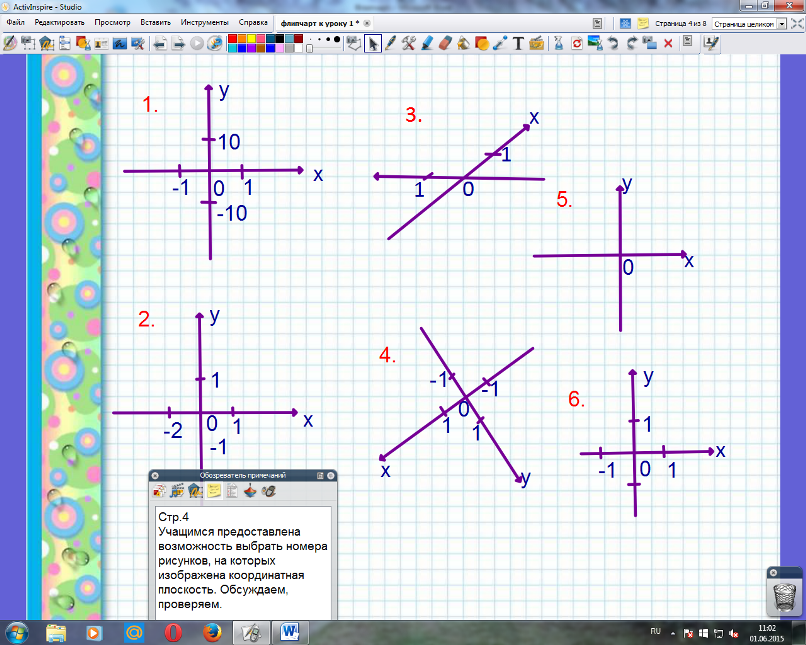 ActivInspire - Studio
Файл Редактировать Просмотр Вставить Инструменты Справка флипчарт к уроку 1 * Страница 4 из 8 Страница целиком
1.
y
10
-1 0 1 x
-10
2.
y
1
-2 0 1 x
-1
3.
x
1
1 0
4.
-1 -1
0
1 1
x y
5.
y
0 x
6.
y
1
x
-1 0 1
Обозреватель примечаний
Стр.4
Учащимся предоставлена
возможность выбрать номера
рисунков, на которых
изображена координатная
плоскость. Обсуждаем,
проверяем.
RU 11:02
01.06.2015